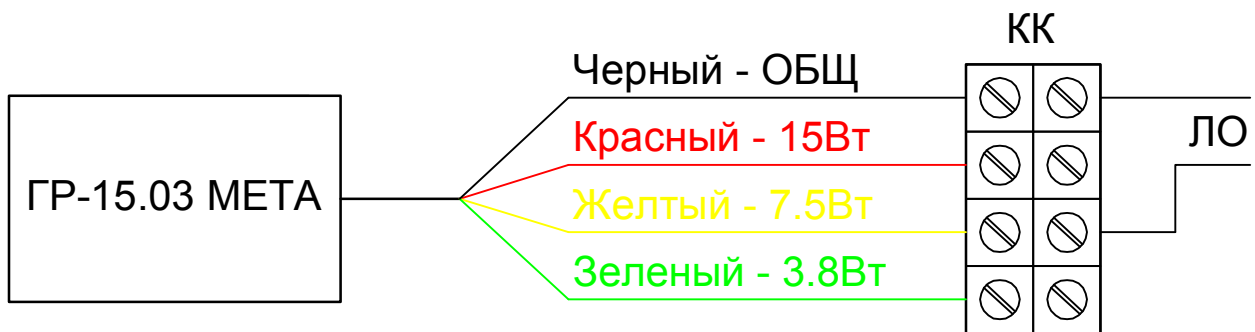 КК
Черный - ОБЩ
Красный - 15Вт
ЛО
ГР-15.03 МЕТА
Желтый - 7.5Вт
Зеленый - 3.8Вт